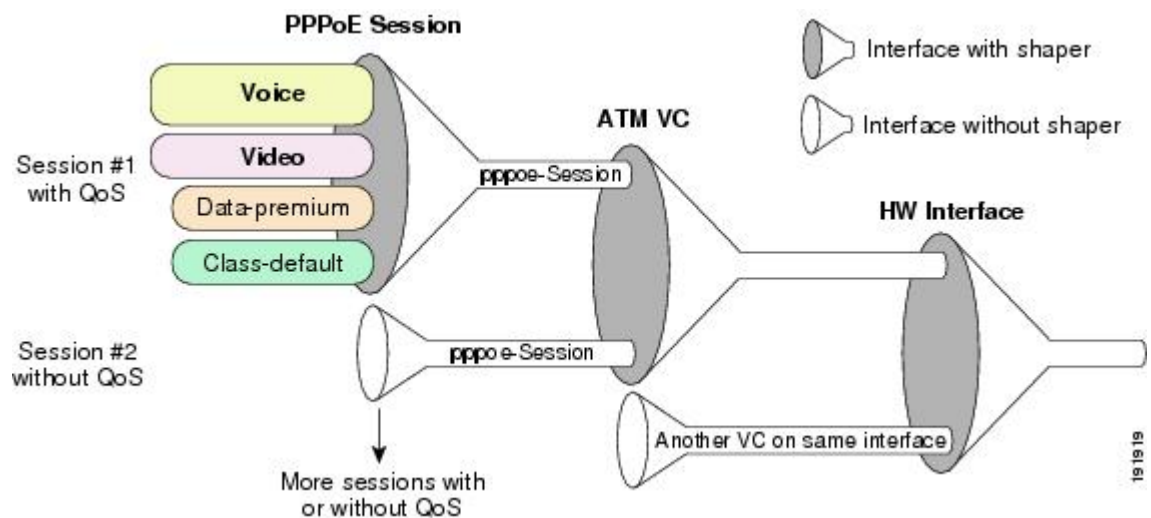 PPPoE Session
Interface with shaper
Voice
ATM VC
Interface without shaper
Video
Session #1
with QoS
pppoe-Session
Data-premium
HW Interface
Class-default
Session #2
without QoS
pppoe-Session
Another VC on same interface
More sessions with
or without QoS
191919